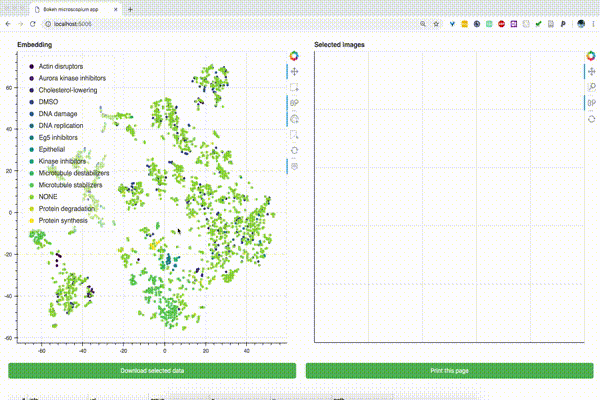 Bokeh microscopium app
localhost:5006
Embedding
Selected images
Actin disruptors
Aurora kinase inhibitors
Cholesterol-lowering
DMSO
DNA damage
DNA replication
Eg5 inhibitors
Epithelial
Kinase inhibitors
Microtubule destabilizers
Microtubule stabilizers
NONE
Protein degradation
Protein synthesis
60
40
20
0
-20
-40
-60
-60 -40 -20 0 20 40
Download selected data
Print this page